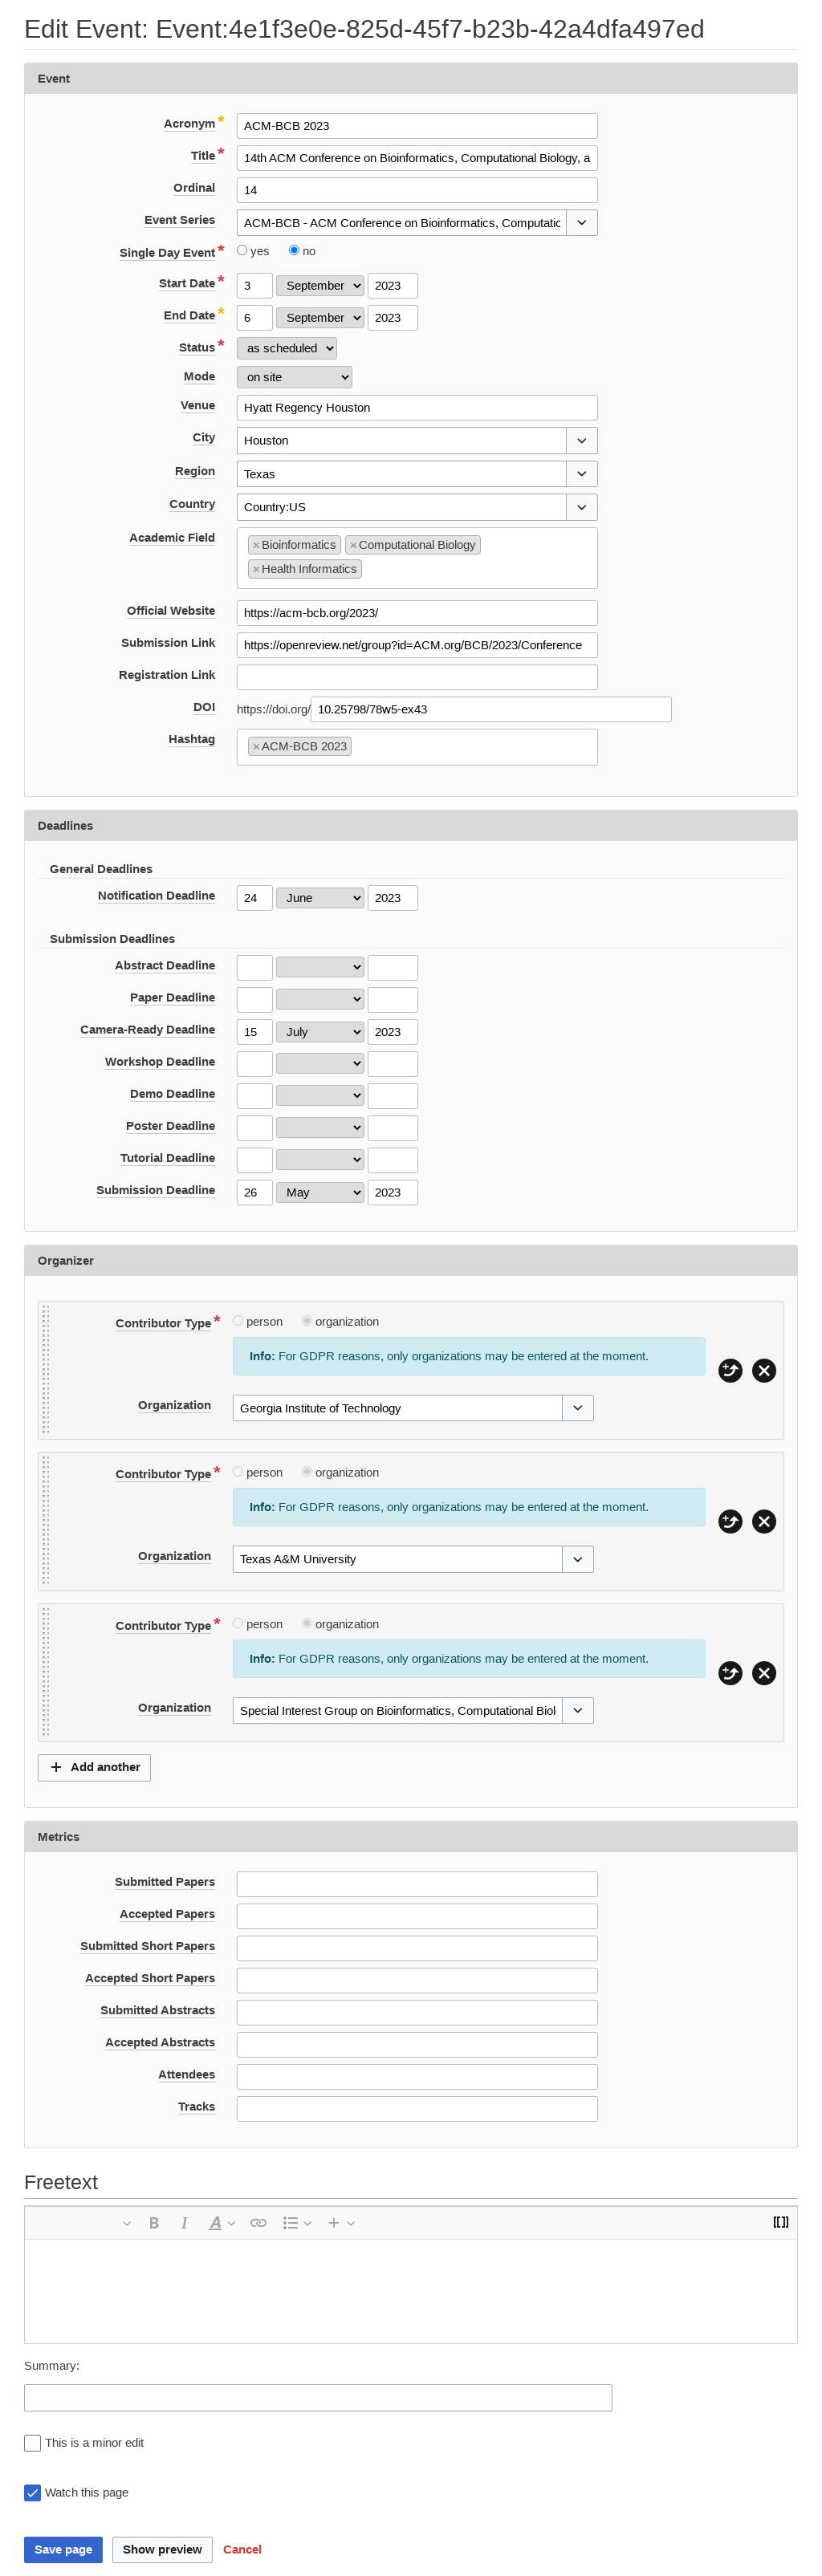 Edit Event: Event:4e1f3e0e-825d-45f7-b23b-42a4dfa497ed
Event
Acronym* ACM-BCB 2023
Title* 14th ACM Conference on Bioinformatics, Computational Biology, a
Ordinal 14
Event Series ACM-BCB - ACM Conference on Bioinformatics, Computatic
Single Day Event* yes no
Start Date* 3 September 2023
End Date* 6 September 2023
Status* as scheduled
Mode on site
Venue Hyatt Regency Houston
City Houston
Region Texas
Country Country:US
Academic Field ×Bioinformatics ×Computational Biology
×Health Informatics
Official Website https://acm-bcb.org/2023/
Submission Link https://openreview.net/group?id=ACM.org/BCB/2023/Conference
Registration Link
DOI https://doi.org/ 10.25798/78w5-ex43
Hashtag ×ACM-BCB 2023
Deadlines
General Deadlines
Notification Deadline 24 June 2023
Submission Deadlines
Abstract Deadline
Paper Deadline
Camera-Ready Deadline 15 July 2023
Workshop Deadline
Demo Deadline
Poster Deadline
Tutorial Deadline
Submission Deadline 26 May 2023
Organizer
Contributor Type* person organization
Info: For GDPR reasons, only organizations may be entered at the moment.
Organization Georgia Institute of Technology
Contributor Type* person organization
Info: For GDPR reasons, only organizations may be entered at the moment.
Organization Texas A&M University
Contributor Type* person organization
Info: For GDPR reasons, only organizations may be entered at the moment.
Organization Special Interest Group on Bioinformatics, Computational Biol
+ Add another
Metrics
Submitted Papers
Accepted Papers
Submitted Short Papers
Accepted Short Papers
Submitted Abstracts
Accepted Abstracts
Attendees
Tracks
Freetext
B I A + [[]]
Summary:
This is a minor edit
Watch this page
Save page Show preview Cancel